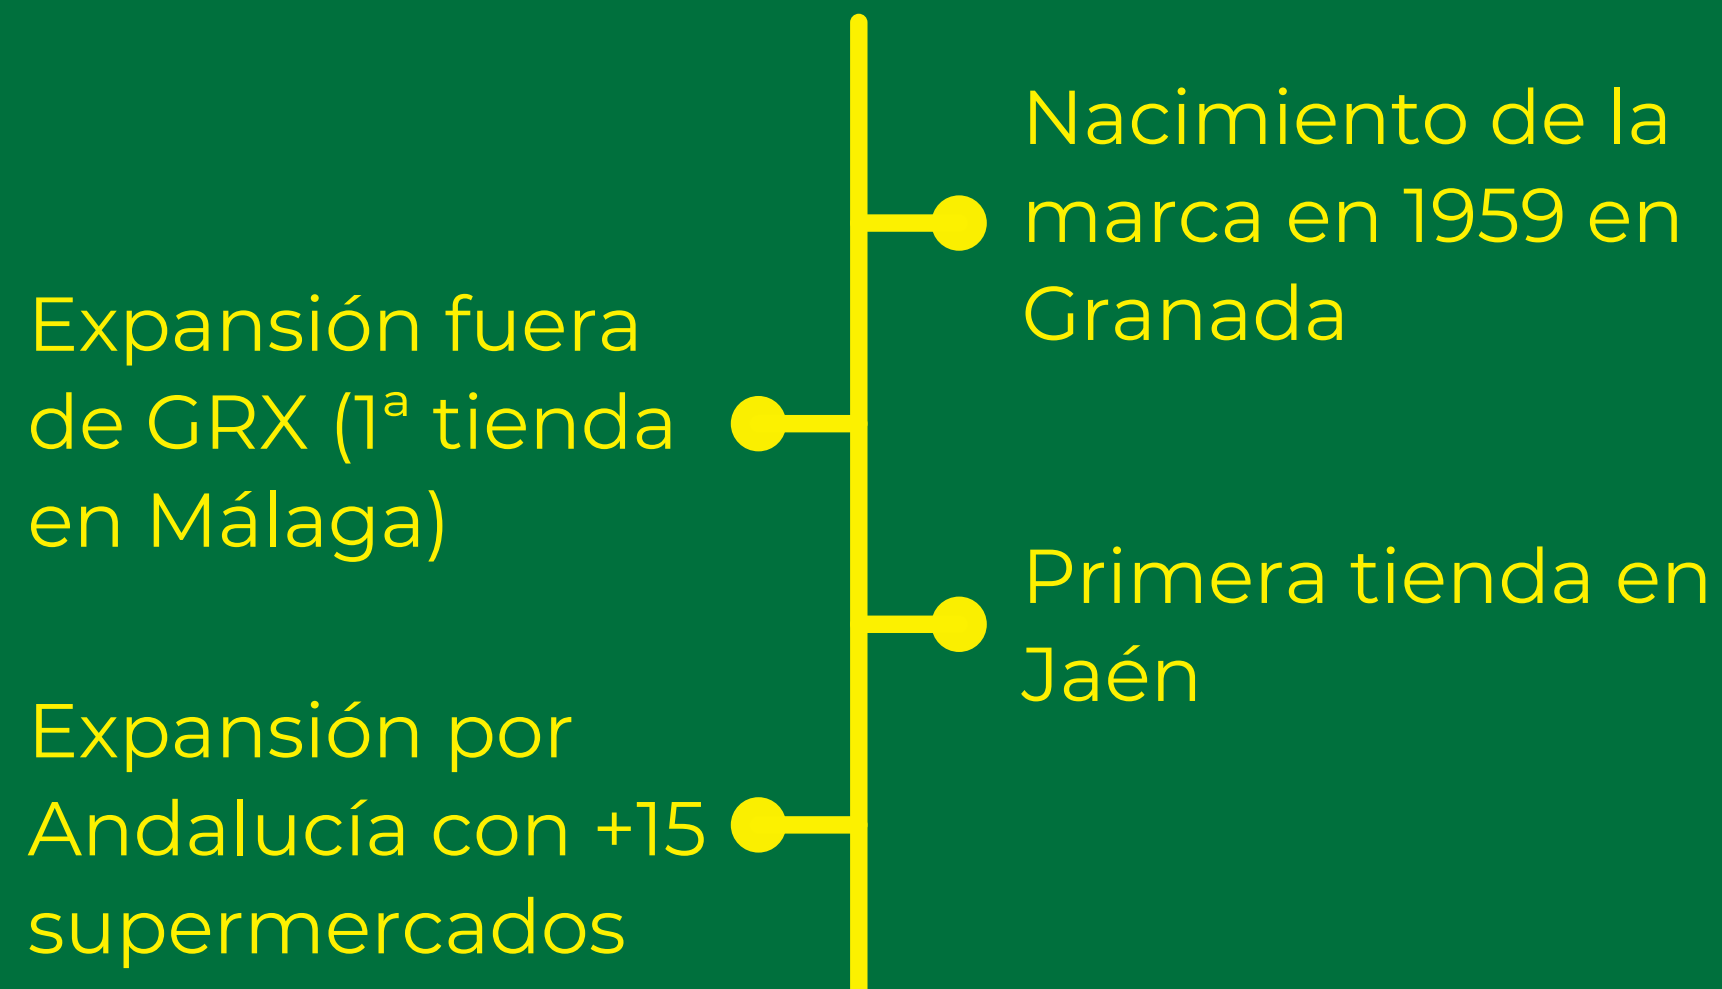 Nacimiento de la
marca en 1959 en
Granada
Expansión fuera
de GRX (1ª tienda
en Málaga)
Primera tienda en
Jaén
Expansión por
Andalucía con +15
supermercados